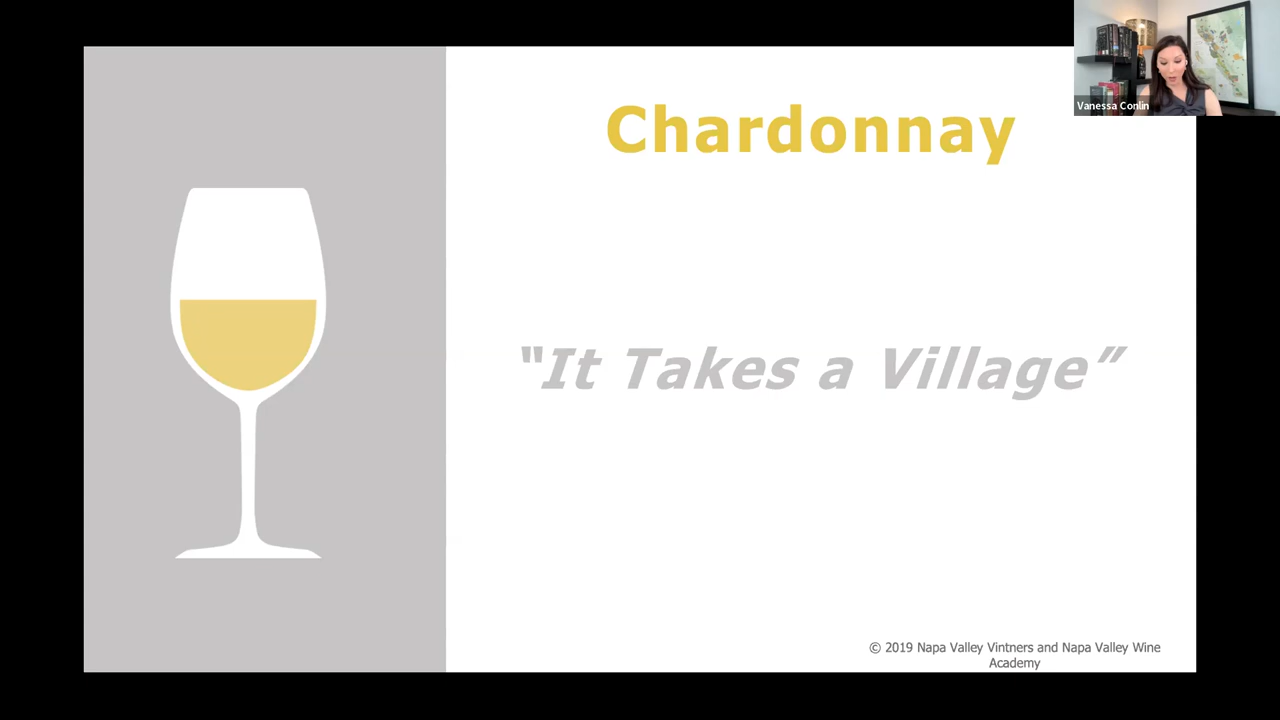 Chardonnay
Vanessa Conlin
“It Takes a Village”
© 2019 Napa Valley Vintners and Napa Valley Wine
Academy